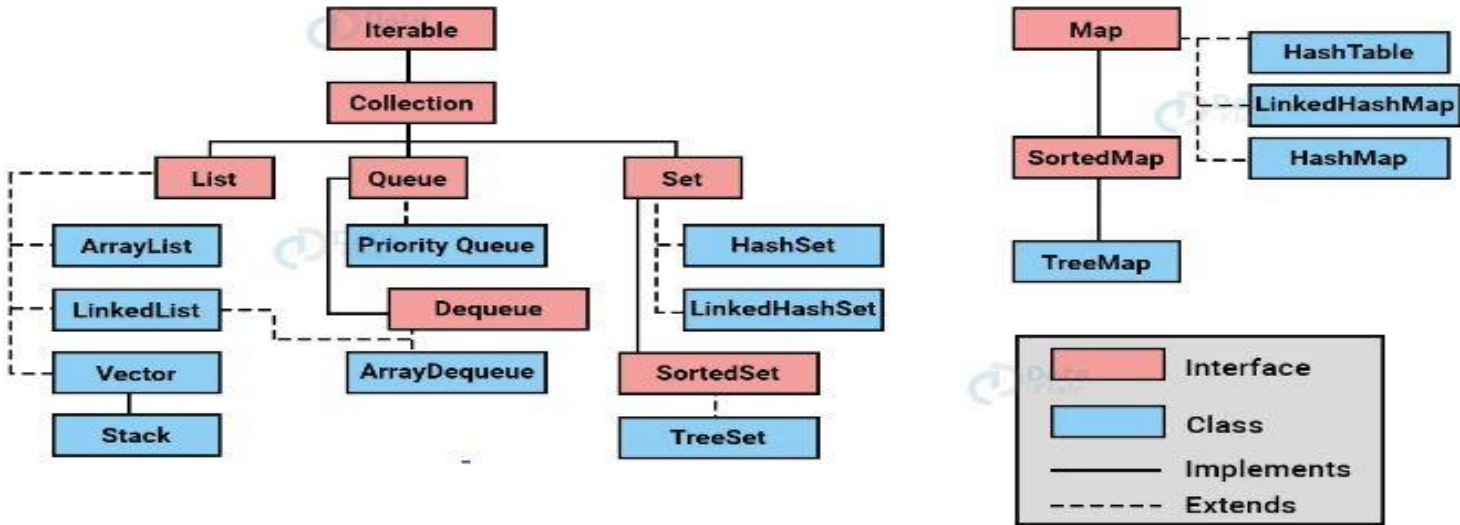 Iterable
Collection
List
Queue
Set
ArrayList
Priority Queue
HashSet
LinkedList
Dequeue
LinkedHashSet
Vector
ArrayDequeue
SortedSet
Stack
TreeSet
Map
HashTable
LinkedHashMap
SortedMap
HashMap
TreeMap
Interface
Class
Implements
Extends